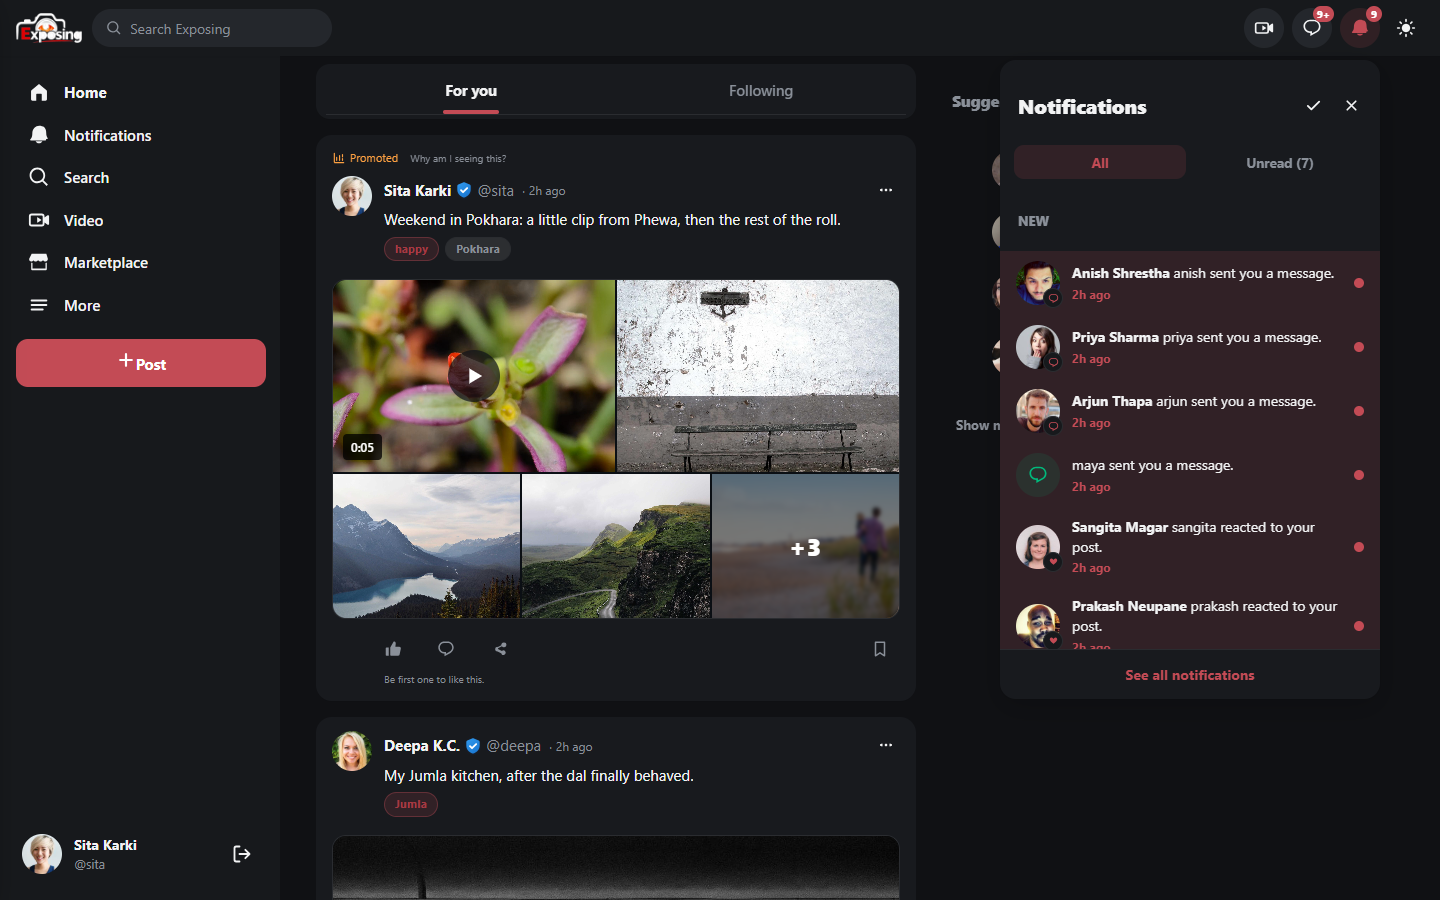 Exposing
Search Exposing
9+
9
Home
Notifications
Search
Video
Marketplace
More
+ Post
Sita Karki
@sita
For you
Following
Promoted Why am I seeing this?
Sita Karki @sita · 2h ago
Weekend in Pokhara: a little clip from Phewa, then the rest of the roll.
happy Pokhara
0:05
+3
Be first one to like this.
Deepa K.C. @deepa · 2h ago
My Jumla kitchen, after the dal finally behaved.
Jumla
Sugge
Show
Notifications
All
Unread (7)
NEW
Anish Shrestha anish sent you a message.
2h ago
Priya Sharma priya sent you a message.
2h ago
Arjun Thapa arjun sent you a message.
2h ago
maya sent you a message.
2h ago
Sangita Magar sangita reacted to your
post.
2h ago
Prakash Neupane prakash reacted to your
post.
2h ago
See all notifications